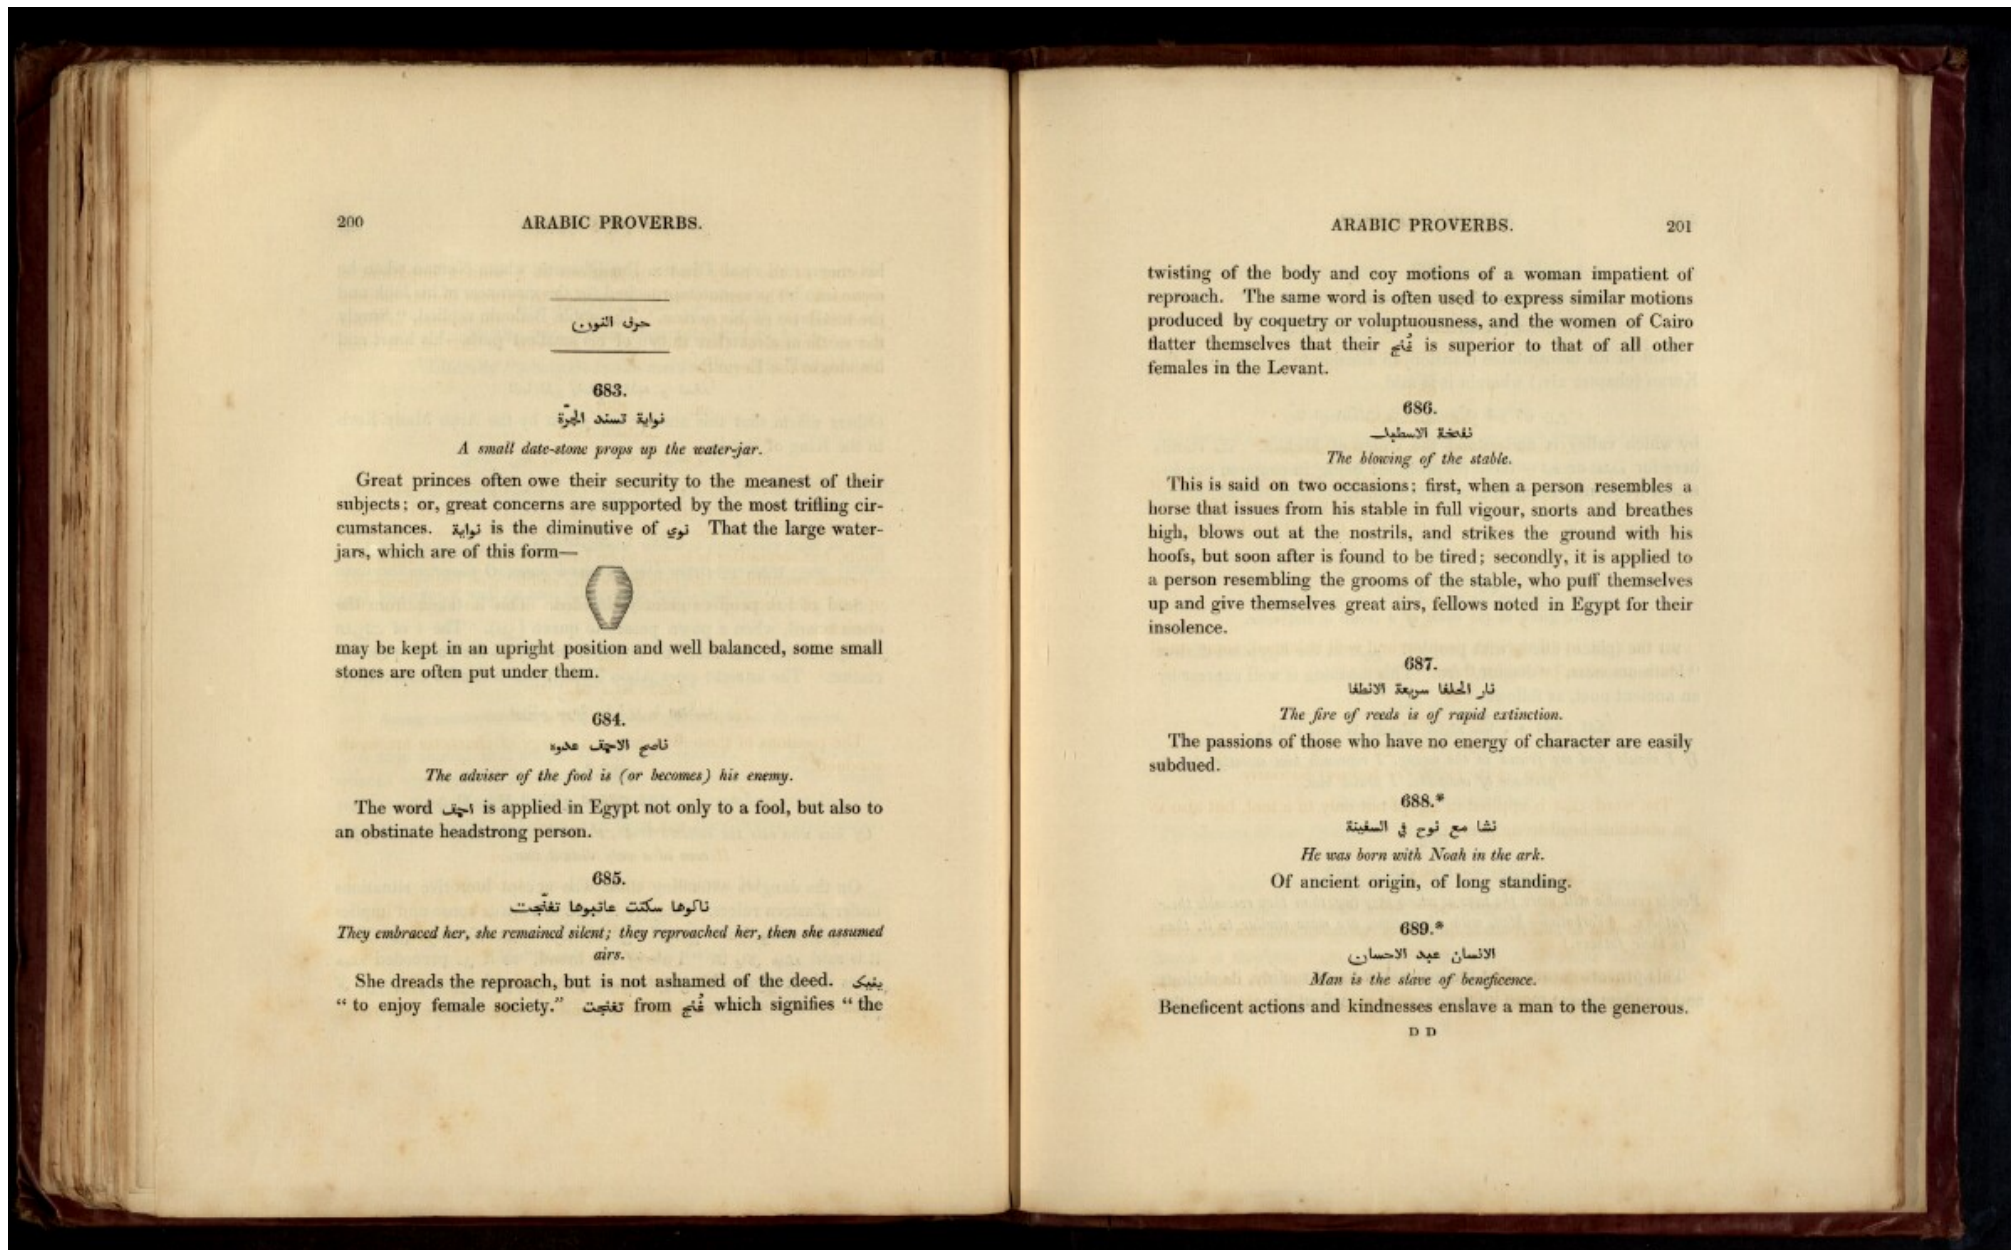 200 ARABIC PROVERBS.
حرف النون
683.
نواية تسند الجرّة
A small date-stone props up the water-jar.
Great princes often owe their security to the meanest of their
subjects; or, great concerns are supported by the most trifling cir-
cumstances. نواية is the diminutive of نوي That the large water-
jars, which are of this form—
may be kept in an upright position and well balanced, some small
stones are often put under them.
684.
ناصح الاحمق عدوه
The adviser of the fool is (or becomes) his enemy.
The word احمق is applied in Egypt not only to a fool, but also to
an obstinate headstrong person.
685.
ناكوها سكتت عاتبوها تغنّجت
They embraced her, she remained silent; they reproached her, then she assumed
airs.
She dreads the reproach, but is not ashamed of the deed. ينيك
“ to enjoy female society.” تغنجت from غُنج which signifies “ the
ARABIC PROVERBS. 201
twisting of the body and coy motions of a woman impatient of
reproach. The same word is often used to express similar motions
produced by coquetry or voluptuousness, and the women of Cairo
flatter themselves that their غُنج is superior to that of all other
females in the Levant.
686.
نفخة الاسطبل
The blowing of the stable.
This is said on two occasions: first, when a person resembles a
horse that issues from his stable in full vigour, snorts and breathes
high, blows out at the nostrils, and strikes the ground with his
hoofs, but soon after is found to be tired; secondly, it is applied to
a person resembling the grooms of the stable, who puff themselves
up and give themselves great airs, fellows noted in Egypt for their
insolence.
687.
نار الحلفا سريعة الانطفا
The fire of reeds is of rapid extinction.
The passions of those who have no energy of character are easily
subdued.
688.*
نشا مع نوح في السفينة
He was born with Noah in the ark.
Of ancient origin, of long standing.
689.*
الانسان عبد الاحسان
Man is the slave of beneficence.
Beneficent actions and kindnesses enslave a man to the generous.
D D